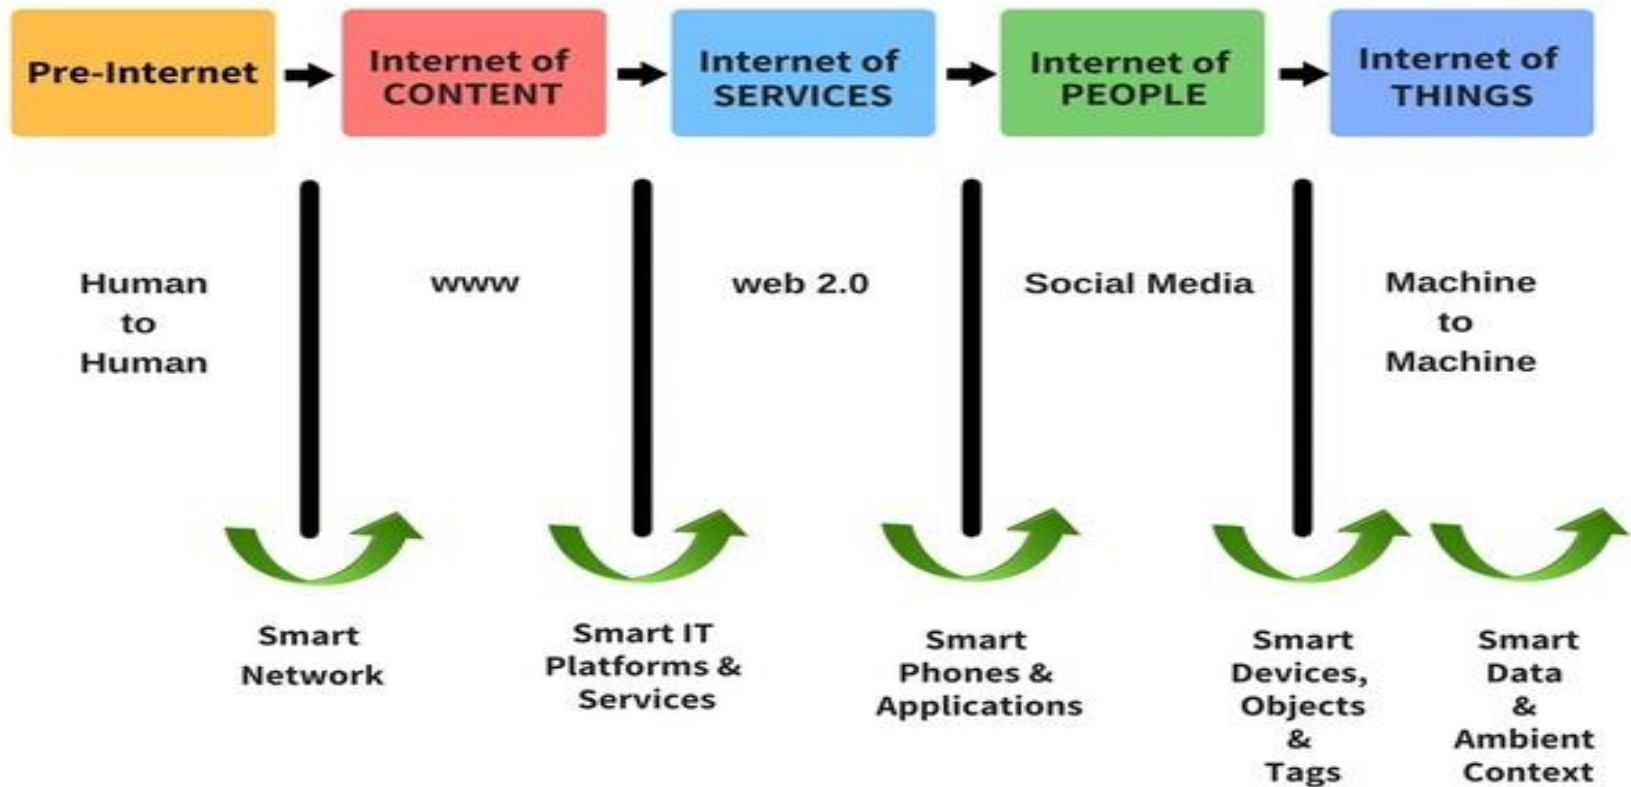 Pre-Internet
Internet of
CONTENT
Internet of
SERVICES
Internet of
PEOPLE
Internet of
THINGS
Human
to
Human
www
web 2.0
Social Media
Machine
to
Machine
Smart
Network
Smart IT
Platforms &
Services
Smart
Phones &
Applications
Smart
Devices,
Objects
&
Tags
Smart
Data
&
Ambient
Context